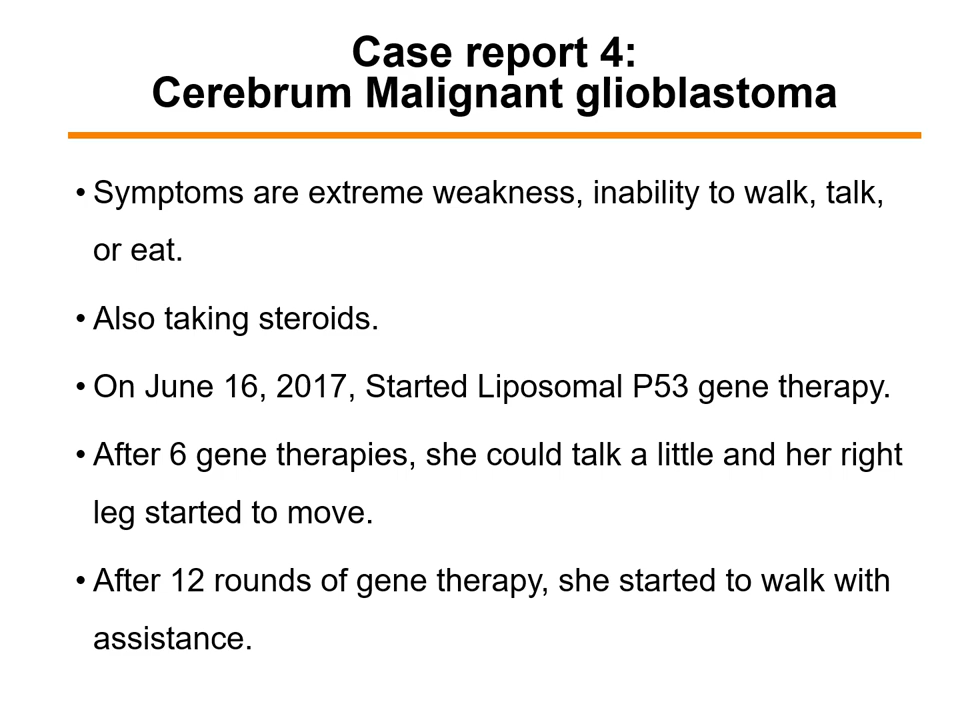 Case report 4:
Cerebrum Malignant glioblastoma
• Symptoms are extreme weakness, inability to walk, talk,
or eat.
• Also taking steroids.
• On June 16, 2017, Started Liposomal P53 gene therapy.
• After 6 gene therapies, she could talk a little and her right
leg started to move.
• After 12 rounds of gene therapy, she started to walk with
assistance.